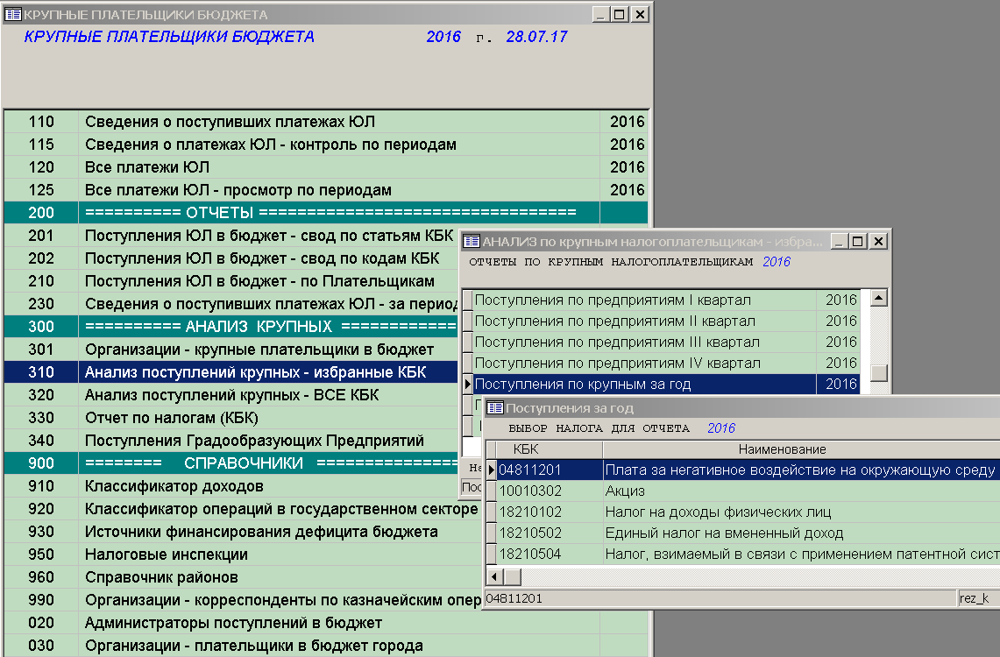 КРУПНЫЕ ПЛАТЕЛЬЩИКИ БЮДЖЕТА
КРУПНЫЕ ПЛАТЕЛЬЩИКИ БЮДЖЕТА 2016 г. 28.07.17
110 Сведения о поступивших платежах ЮЛ 2016
115 Сведения о платежах ЮЛ - контроль по периодам 2016
120 Все платежи ЮЛ 2016
125 Все платежи ЮЛ - просмотр по периодам 2016
200 ========== ОТЧЕТЫ =================================
201 Поступления ЮЛ в бюджет - свод по статьям КБК
202 Поступления ЮЛ в бюджет - свод по кодам КБК
210 Поступления ЮЛ в бюджет - по Плательщикам
230 Сведения о поступивших платежах ЮЛ - за период
300 ========== АНАЛИЗ КРУПНЫХ ============
301 Организации - крупные плательщики в бюджет
310 Анализ поступлений крупных - избранные КБК
320 Анализ поступлений крупных - ВСЕ КБК
330 Отчет по налогам (КБК)
340 Поступления Градообразующих Предприятий
900 ======== СПРАВОЧНИКИ ===============
910 Классификатор доходов
920 Классификатор операций в государственном секторе
930 Источники финансирования дефицита бюджета
950 Налоговые инспекции
960 Справочник районов
990 Организации - корреспонденты по казначейским опер
020 Администраторы поступлений в бюджет
030 Организации - плательщики в бюджет города
АНАЛИЗ по крупным налогоплательщикам - избра...
ОТЧЕТЫ ПО КРУПНЫМ НАЛОГОПЛАТЕЛЬЩИКАМ 2016
Поступления по предприятиям I квартал 2016
Поступления по предприятиям II квартал 2016
Поступления по предприятиям III квартал 2016
Поступления по предприятиям IV квартал 2016
Поступления по крупным за год 2016
На
Пос
Поступления за год
ВЫБОР НАЛОГА ДЛЯ ОТЧЕТА 2016
КБК Наименование
04811201 Плата за негативное воздействие на окружающую среду
10010302 Акциз
18210102 Налог на доходы физических лиц
18210502 Единый налог на вмененный доход
18210504 Налог, взимаемый в связи с применением патентной сист
04811201 rez_k